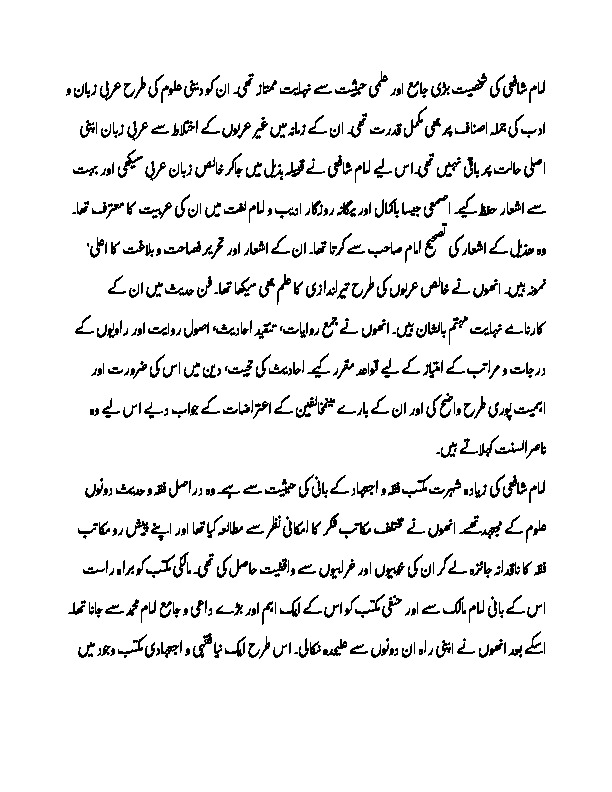 امام شافعی کی شخصیت بڑی جامع اور علمی حیثیت سے نہایت ممتاز تھی۔ ان کو دینی علوم کی طرح عربی زبان و
ادب کی جملہ اصناف پر بھی مکمل قدرت تھی۔ ان کے زمانہ میں غیر عربوں کے اختلاط سے عربی زبان اپنی
اصلی حالت پر باقی نہیں تھی۔اس لیے امام شافعی نے قبیلہ ہذیل میں جاکر خالص زبان عربی سیکھی اور بہت
سے اشعار حفظ کیے۔ اصمعی جیسا باکمال اور یگانہ روزگار ادیب و امام لغت میں ان کی عربیت کا معترف تھا۔
وہ ھذیل کے اشعار کی تصحیح امام صاحب سے کرتا تھا۔ ان کے اشعار اور تحریر فصاحت و بلاغت کا اعلیٰ
نمونہ ہیں۔ انھوں نے خالص عربوں کی طرح تیراندازی کا علم بھی سیکھا تھا۔ فن حدیث میں ان کے
کارنامے نہایت مہتم بالشان ہیں۔ انھوں نے جمع روایات، تنقید احادیث، اصول روایت اور راویوں کے
درجات و مراتب کے امتیاز کے لیے قواعد مقرر کیے۔ احادیث کی حجیت، دین میں اس کی ضرورت اور
اہمیت پوری طرح واضح کی اور ان کے بارے میںمخالفین کے اعتراضات کے جواب دیے اس لیے وہ
ناصر السنت کہلاتے ہیں۔
امام شافعی کی زیادہ شہرت مکتب فقہ و اجتہاد کے بانی کی حیثیت سے ہے۔ وہ دراصل فقہ و حدیث دونوں
علوم کے مجتہد تھے۔ انھوں نے مختلف مکاتب فکر کا امکانی نظر سے مطالعہ کیا تھا اور اپنے پیش رو مکاتب
فقہ کا ناقدانہ جائزہ لے کر ان کی خوبیوں اور خرابیوں سے واقفیت حاصل کی تھی۔ مالکی مکتب کو براہ راست
اس کے بانی امام مالک سے اور حنفی مکتب کو اس کے ایک اہم اور بڑے داعی و جامع امام محمد سے جانا تھا۔
اسکے بعد انھوں نے اپنی راہ ان دونوں سے علیحدہ نکالی۔ اس طرح ایک نیا فقہی و اجتہادی مکتب وجود میں